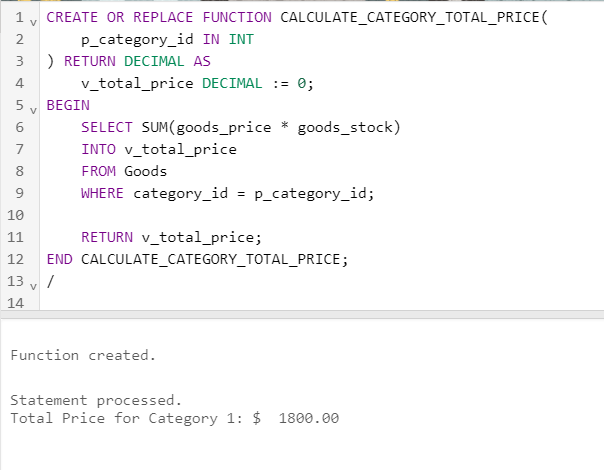 1 CREATE OR REPLACE FUNCTION CALCULATE_CATEGORY_TOTAL_PRICE(
2     p_category_id IN INT
3 ) RETURN DECIMAL AS
4     v_total_price DECIMAL := 0;
5 BEGIN
6     SELECT SUM(goods_price * goods_stock)
7     INTO v_total_price
8     FROM Goods
9     WHERE category_id = p_category_id;
10
11     RETURN v_total_price;
12 END CALCULATE_CATEGORY_TOTAL_PRICE;
13 /
14
Function created.
Statement processed.
Total Price for Category 1: $  1800.00